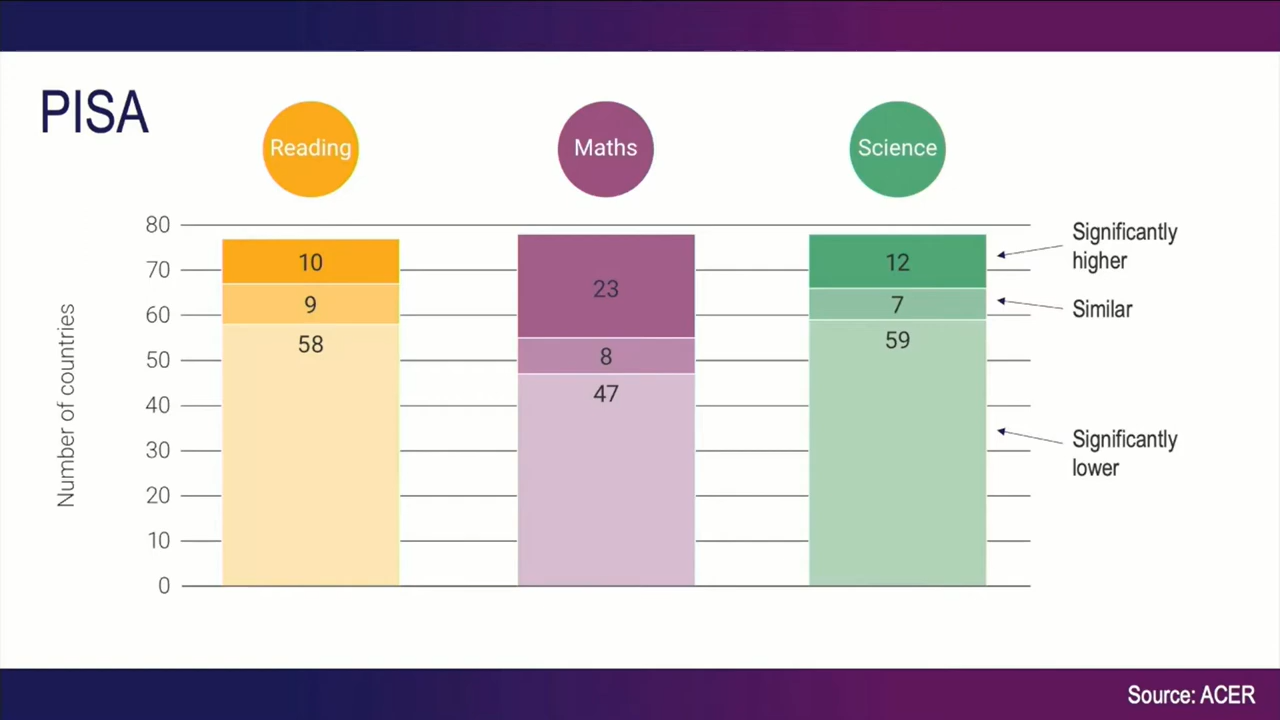 PISA
Reading
Maths
Science
Number of countries
80
70
60
50
40
30
20
10
0
10
9
58
23
8
47
12
7
59
Significantly
higher
Similar
Significantly
lower
Source: ACER